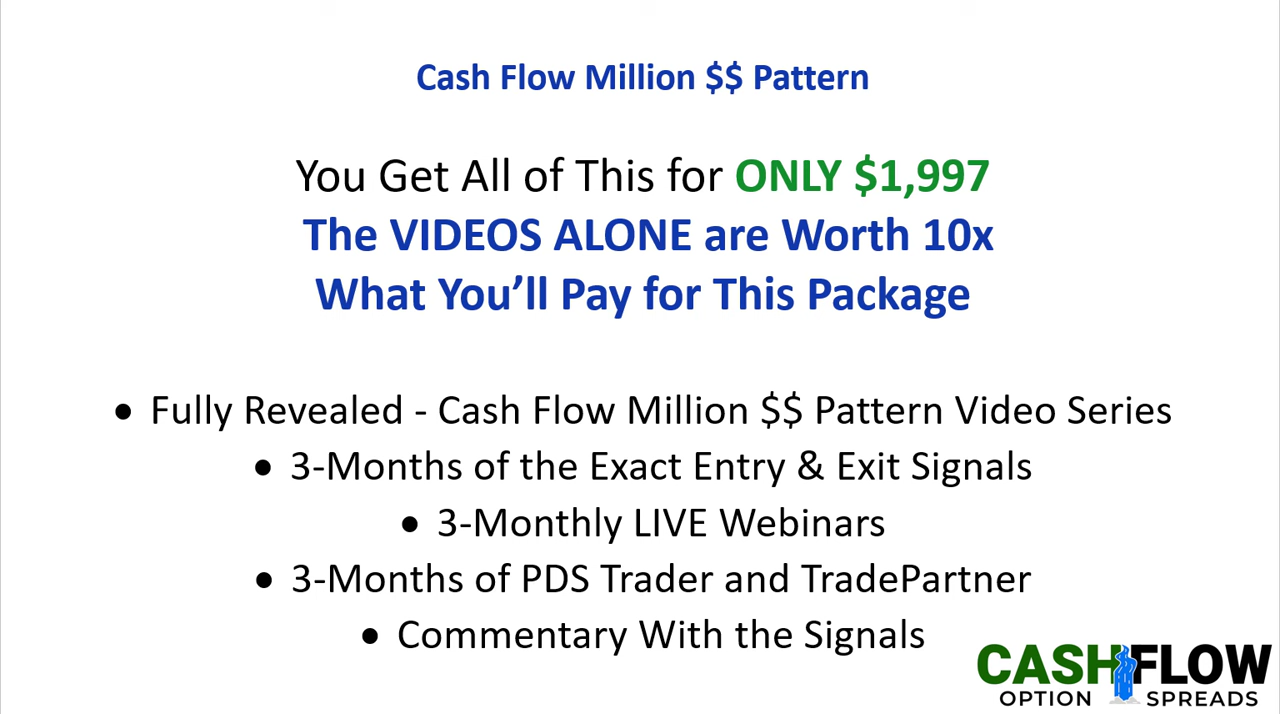 Cash Flow Million $$ Pattern
You Get All of This for ONLY $1,997
The VIDEOS ALONE are Worth 10x
What You’ll Pay for This Package
• Fully Revealed - Cash Flow Million $$ Pattern Video Series
• 3-Months of the Exact Entry & Exit Signals
• 3-Monthly LIVE Webinars
• 3-Months of PDS Trader and TradePartner
• Commentary With the Signals
CASH FLOW
OPTION SPREADS